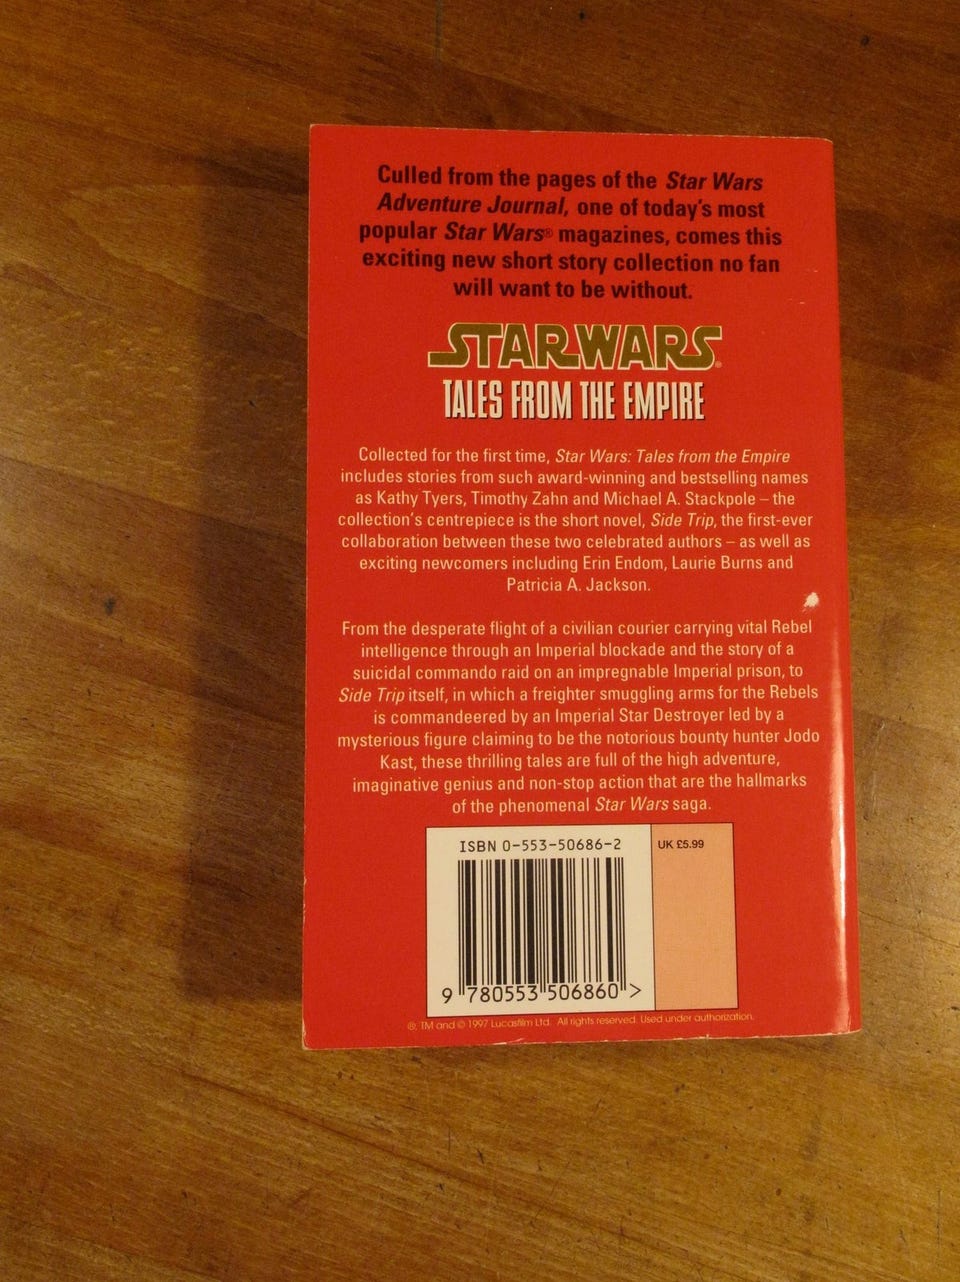 Culled from the pages of the Star Wars
Adventure Journal, one of today's most
popular Star Wars® magazines, comes this
exciting new short story collection no fan
will want to be without.
STAR WARS®
TALES FROM THE EMPIRE
Collected for the first time, Star Wars: Tales from the Empire
includes stories from such award-winning and bestselling names
as Kathy Tyers, Timothy Zahn and Michael A. Stackpole – the
collection's centrepiece is the short novel, Side Trip, the first-ever
collaboration between these two celebrated authors – as well as
exciting newcomers including Erin Endom, Laurie Burns and
Patricia A. Jackson.
From the desperate flight of a civilian courier carrying vital Rebel
intelligence through an Imperial blockade and the story of a
suicidal commando raid on an impregnable Imperial prison, to
Side Trip itself, in which a freighter smuggling arms for the Rebels
is commandeered by an Imperial Star Destroyer led by a
mysterious figure claiming to be the notorious bounty hunter Jodo
Kast, these thrilling tales are full of the high adventure,
imaginative genius and non-stop action that are the hallmarks
of the phenomenal Star Wars saga.
ISBN 0-553-50686-2
UK £5.99
9 780553 506860 >
®, TM and © 1997 Lucasfilm Ltd. All rights reserved. Used under authorization.